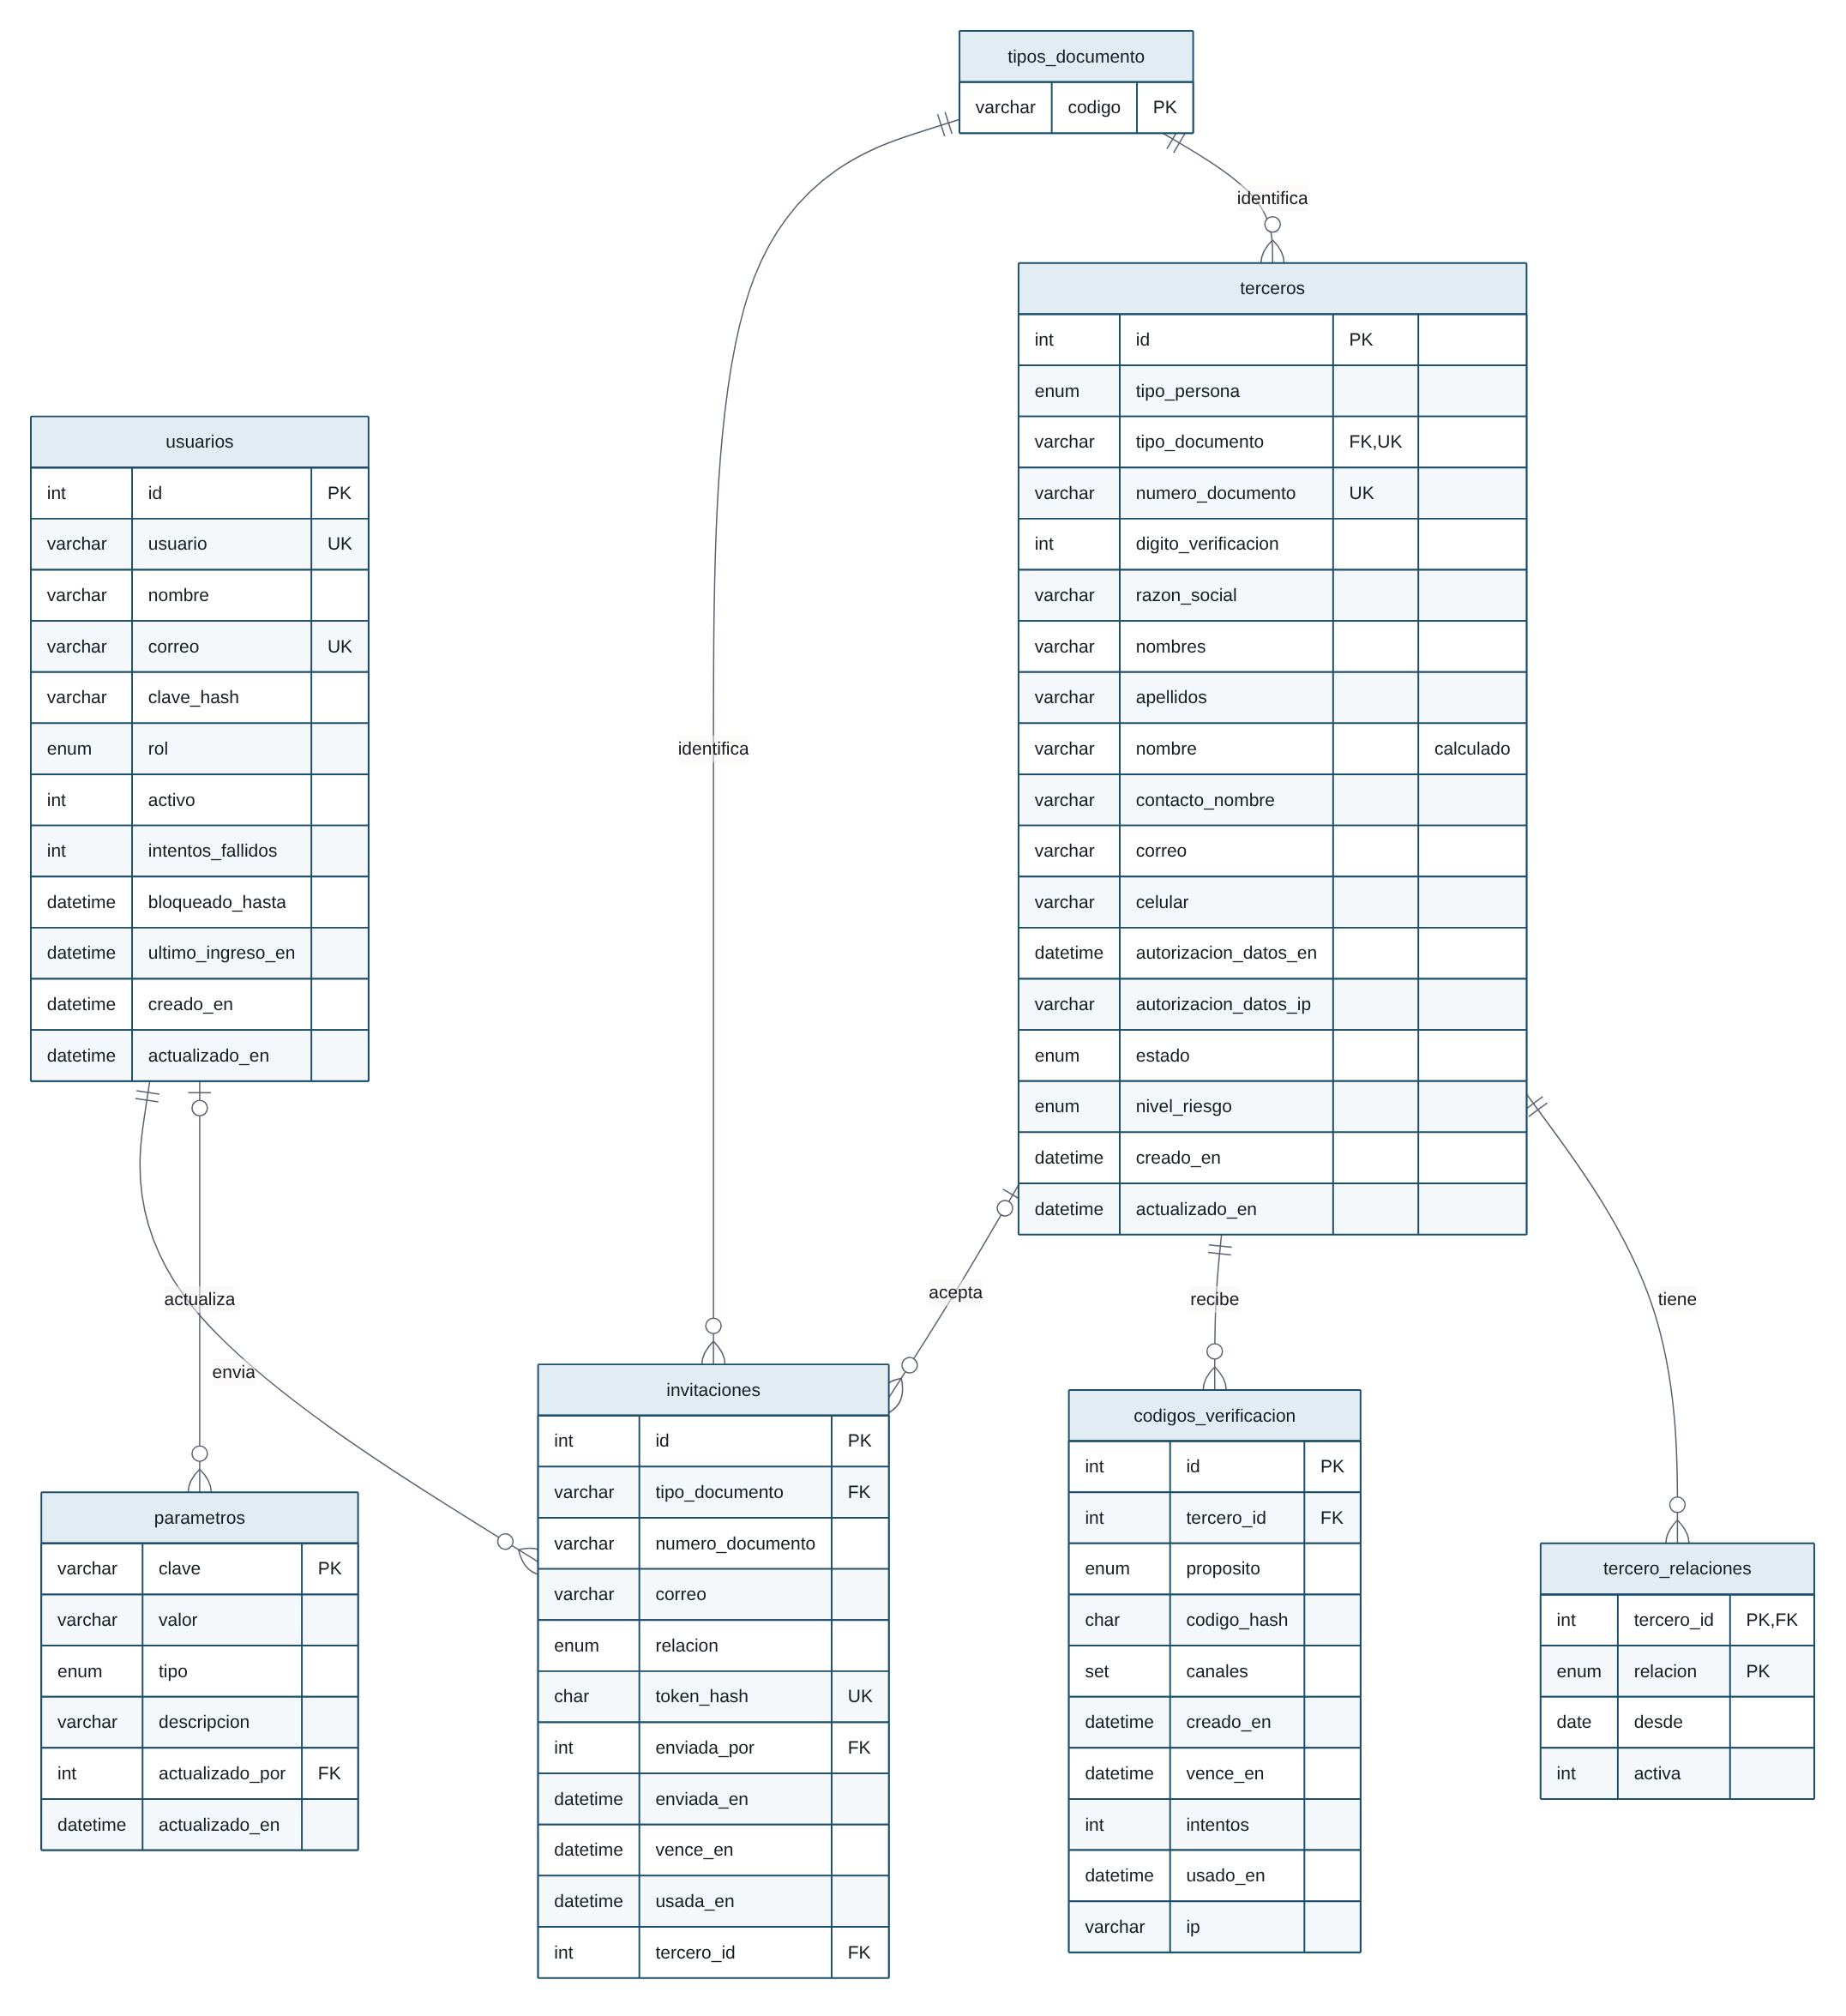 tipos_documento
varchar codigo PK
identifica
terceros
int id PK
enum tipo_persona
varchar tipo_documento FK,UK
varchar numero_documento UK
int digito_verificacion
varchar razon_social
varchar nombres
varchar apellidos
varchar nombre calculado
varchar contacto_nombre
varchar correo
varchar celular
datetime autorizacion_datos_en
varchar autorizacion_datos_ip
enum estado
enum nivel_riesgo
datetime creado_en
datetime actualizado_en
usuarios
int id PK
varchar usuario UK
varchar nombre
varchar correo UK
varchar clave_hash
enum rol
int activo
int intentos_fallidos
datetime bloqueado_hasta
datetime ultimo_ingreso_en
datetime creado_en
datetime actualizado_en
identifica
actualiza
envia
acepta
recibe
tiene
parametros
varchar clave PK
varchar valor
enum tipo
varchar descripcion
int actualizado_por FK
datetime actualizado_en
invitaciones
int id PK
varchar tipo_documento FK
varchar numero_documento
varchar correo
enum relacion
char token_hash UK
int enviada_por FK
datetime enviada_en
datetime vence_en
datetime usada_en
int tercero_id FK
codigos_verificacion
int id PK
int tercero_id FK
enum proposito
char codigo_hash
set canales
datetime creado_en
datetime vence_en
int intentos
datetime usado_en
varchar ip
tercero_relaciones
int tercero_id PK,FK
enum relacion PK
date desde
int activa